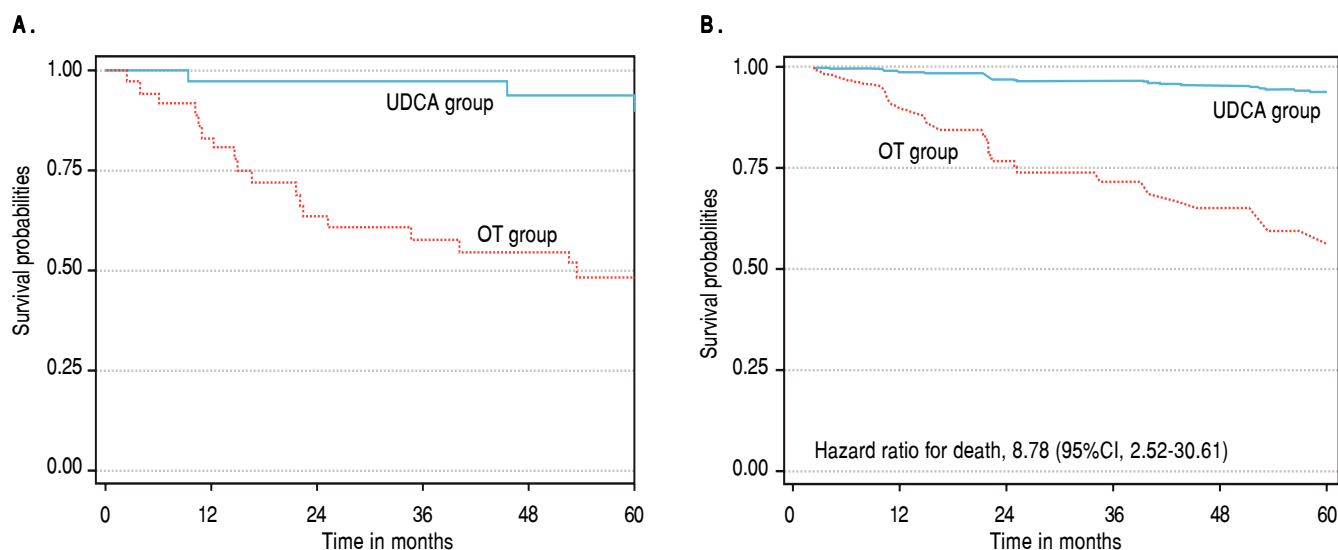 A.
1.00
0.75
0.50
0.25
0.00
Survival probabilities
UDCA group
OT group
0 12 24 36 48 60
Time in months
B.
1.00
0.75
0.50
0.25
0.00
Survival probabilities
UDCA group
OT group
Hazard ratio for death, 8.78 (95%CI, 2.52-30.61)
0 12 24 36 48 60
Time in months